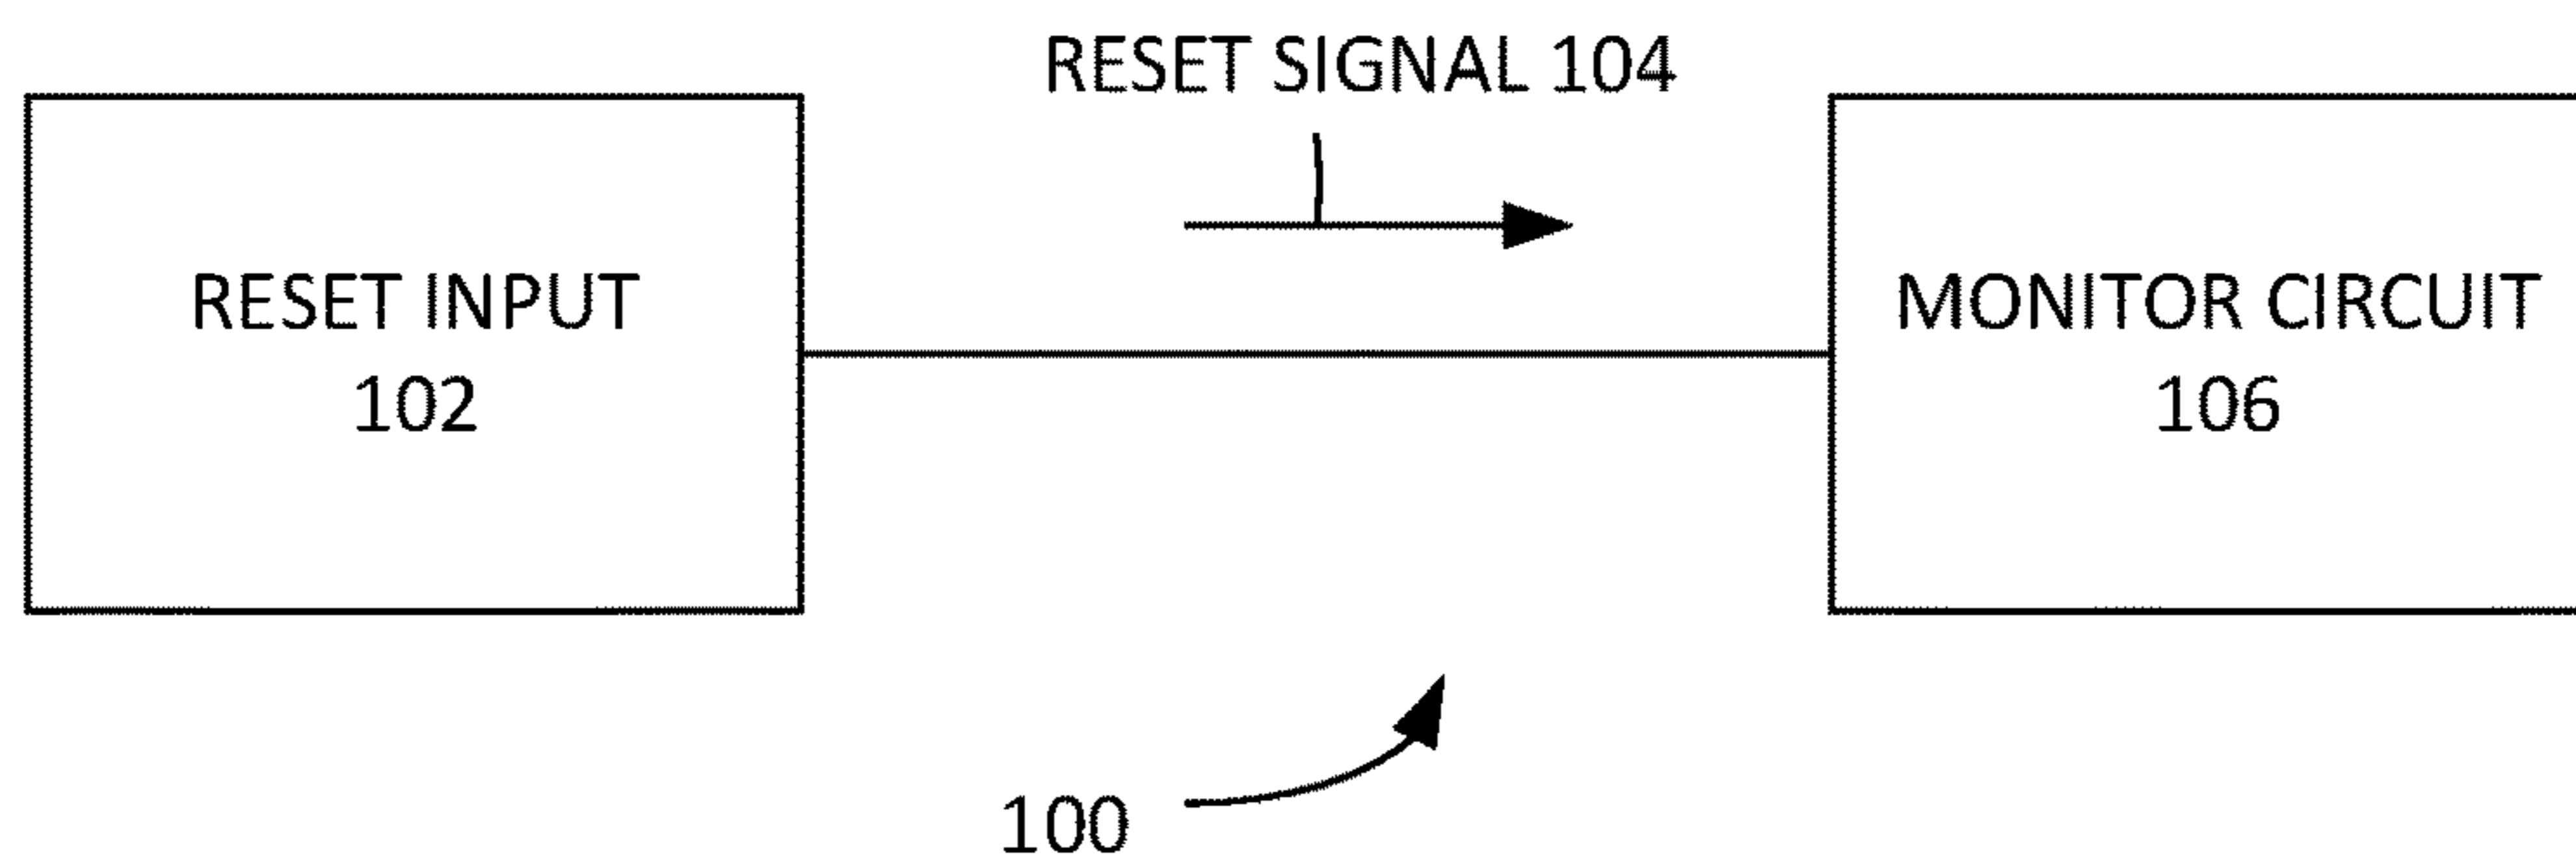 RESET SIGNAL 104
RESET INPUT
102
MONITOR CIRCUIT
106
100